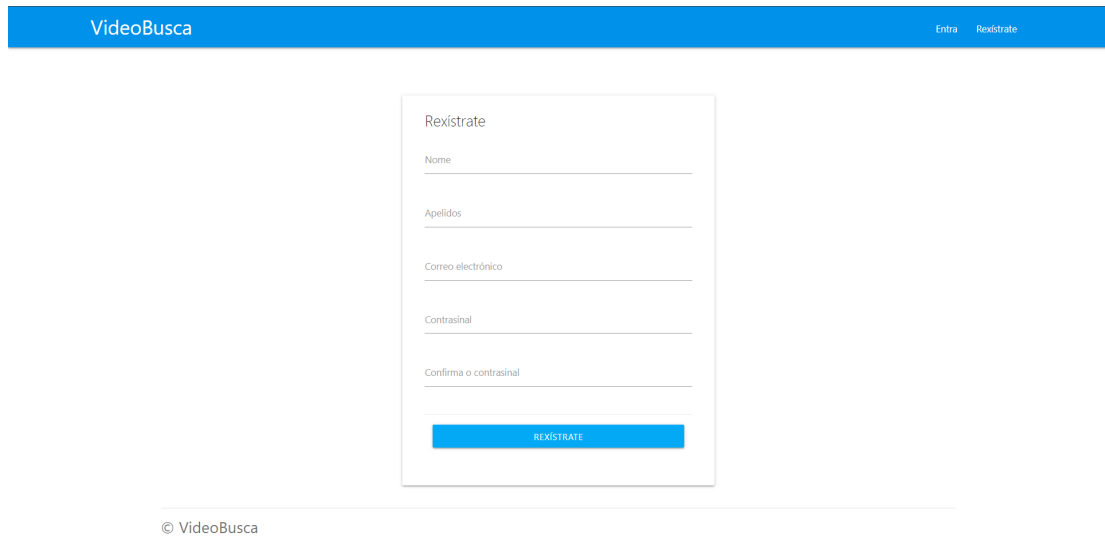 VideoBusca
Entra Rexístrate
Rexístrate
Nome
Apelidos
Correo electrónico
Contrasinal
Confirma o contrasinal
REXÍSTRATE
© VideoBusca